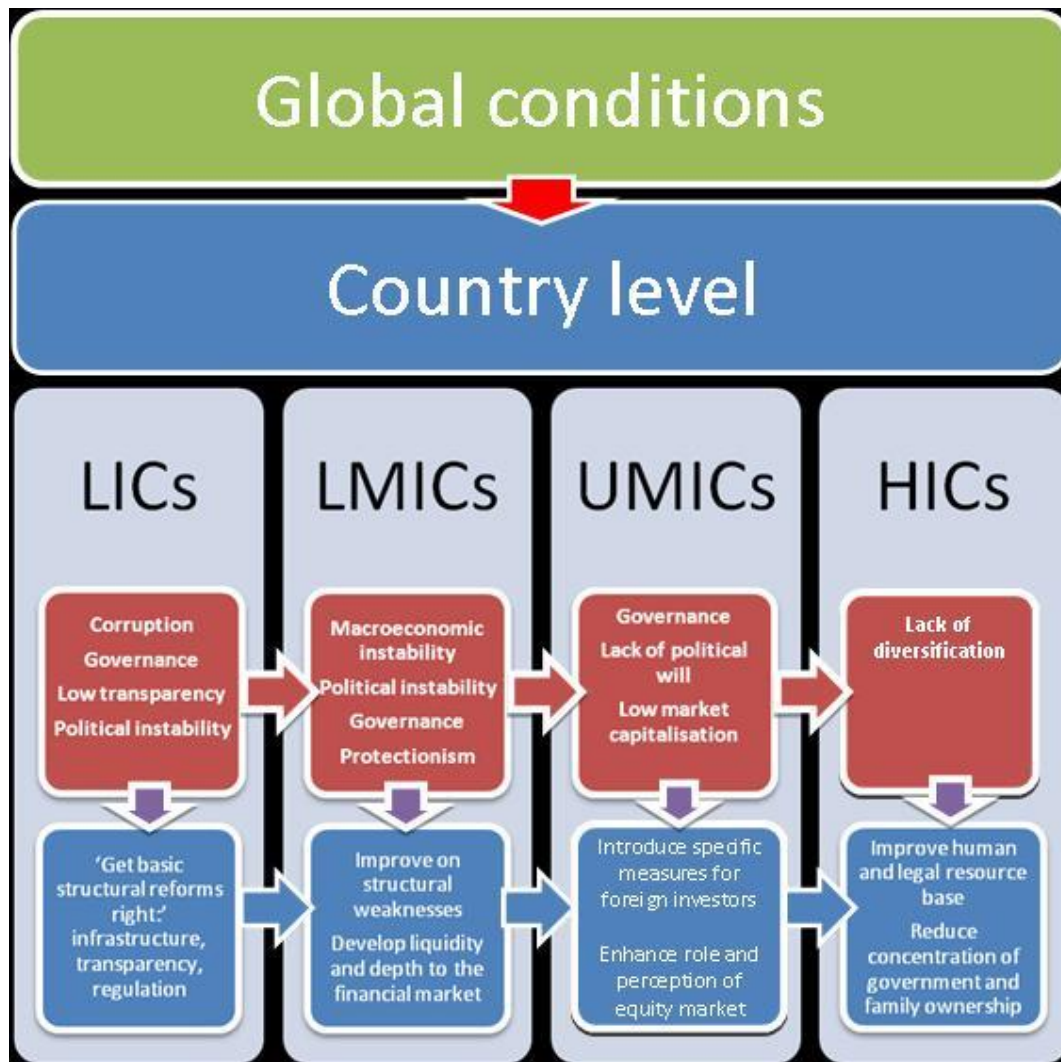 Global conditions
Country level
LICs
LMICs
UMICs
HICs
Corruption
Governance
Low transparency
Political instability
Macroeconomic
instability
Political instability
Governance
Protectionism
Governance
Lack of political
will
Low market
capitalisation
Lack of
diversification
‘Get basic
structural reforms
right:’
infrastructure,
transparency,
regulation
Improve on
structural
weaknesses
Develop liquidity
and depth to the
financial market
Introduce specific
measures for
foreign investors
Enhance role and
perception of
equity market
Improve human
and legal resource
base
Reduce
concentration of
government and
family ownership